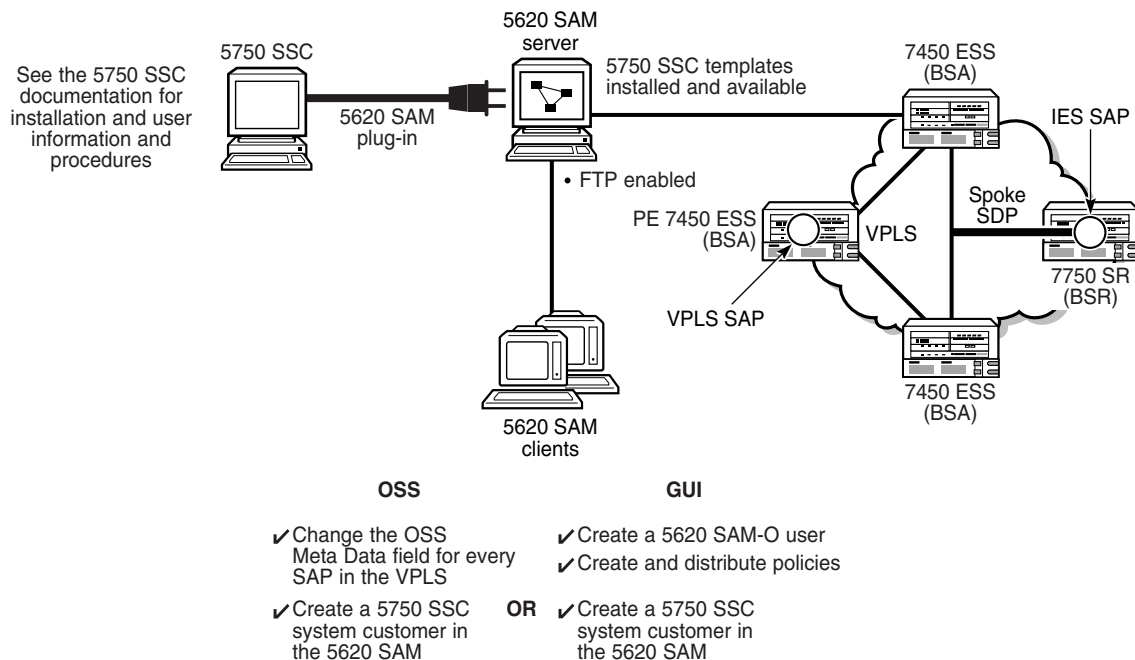 5620 SAM
server
5750 SSC
See the 5750 SSC
documentation for
installation and user
information and
procedures
5620 SAM
plug-in
5750 SSC templates
installed and available
7450 ESS
(BSA)
IES SAP
• FTP enabled
PE 7450 ESS
(BSA)
VPLS
Spoke
SDP
7750 SR
(BSR)
VPLS SAP
7450 ESS
(BSA)
5620 SAM
clients
OSS
✓ Change the OSS
Meta Data field for every
SAP in the VPLS
✓ Create a 5750 SSC
system customer in
the 5620 SAM
OR
GUI
✓ Create a 5620 SAM-O user
✓ Create and distribute policies
✓ Create a 5750 SSC
system customer in
the 5620 SAM